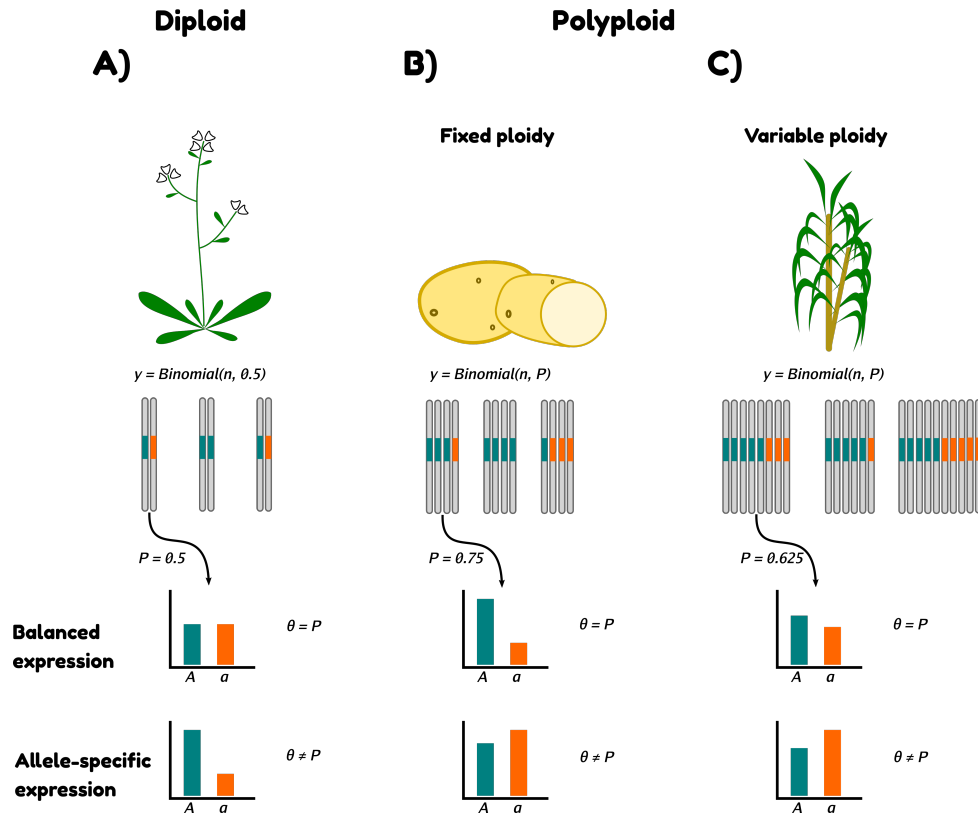 Diploid
Polyploid
A)
B)
C)
Fixed ploidy
Variable ploidy
y = Binomial(n, 0.5)
y = Binomial(n, P)
y = Binomial(n, P)
P = 0.5
P = 0.75
P = 0.625
Balanced
expression
θ = P
θ = P
θ = P
A a
A a
A a
Allele-specific
expression
θ ≠ P
θ ≠ P
θ ≠ P
A a
A a
A a